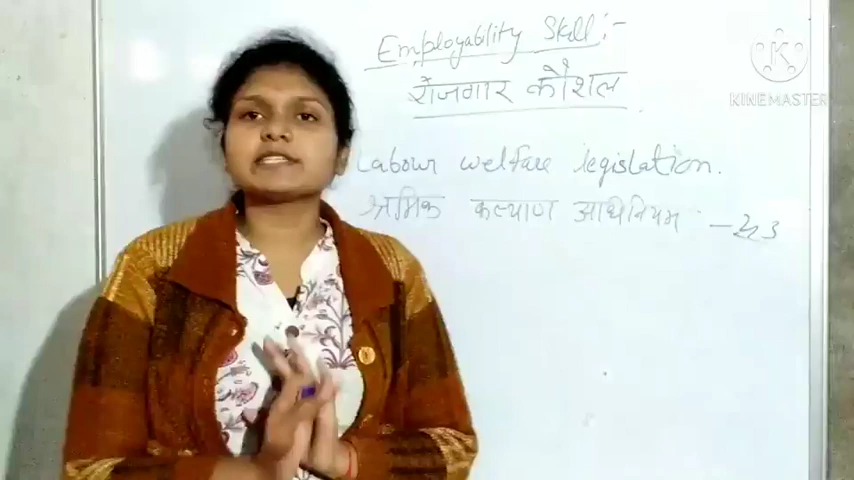 Employability Skill :-
रोजगार कौशल
Labour welfare legislation.
श्रमिक कल्याण अधिनियम
K
KINEMASTER